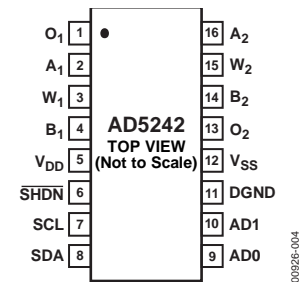 O1 1 16 A2
A1 2 15 W2
W1 3 14 B2
B1 4 AD5242 13 O2
TOP VIEW
VDD 5 (Not to Scale) 12 VSS
SHDN 6 11 DGND
SCL 7 10 AD1
SDA 8 9 AD0
00926-004